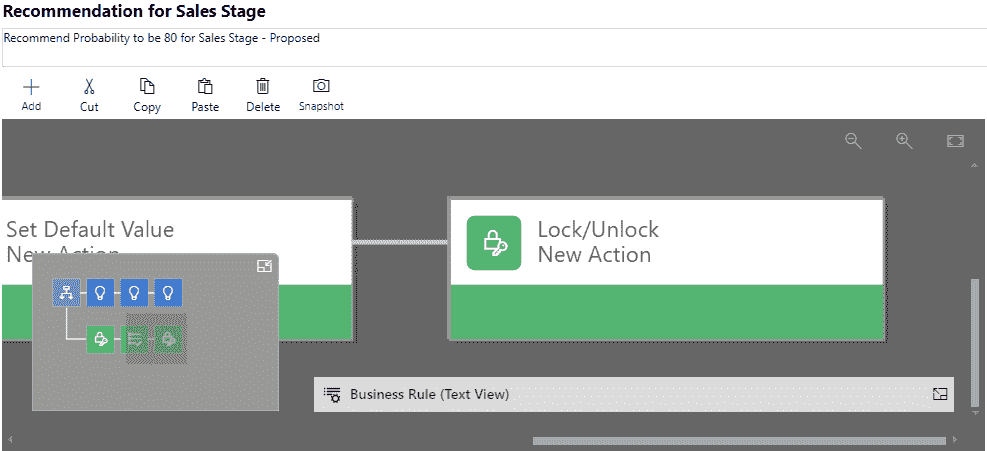 Recommendation for Sales Stage
Recommend Probability to be 80 for Sales Stage - Proposed
Add Cut Copy Paste Delete Snapshot
Set Default Value
New Action
Lock/Unlock
New Action
Business Rule (Text View)